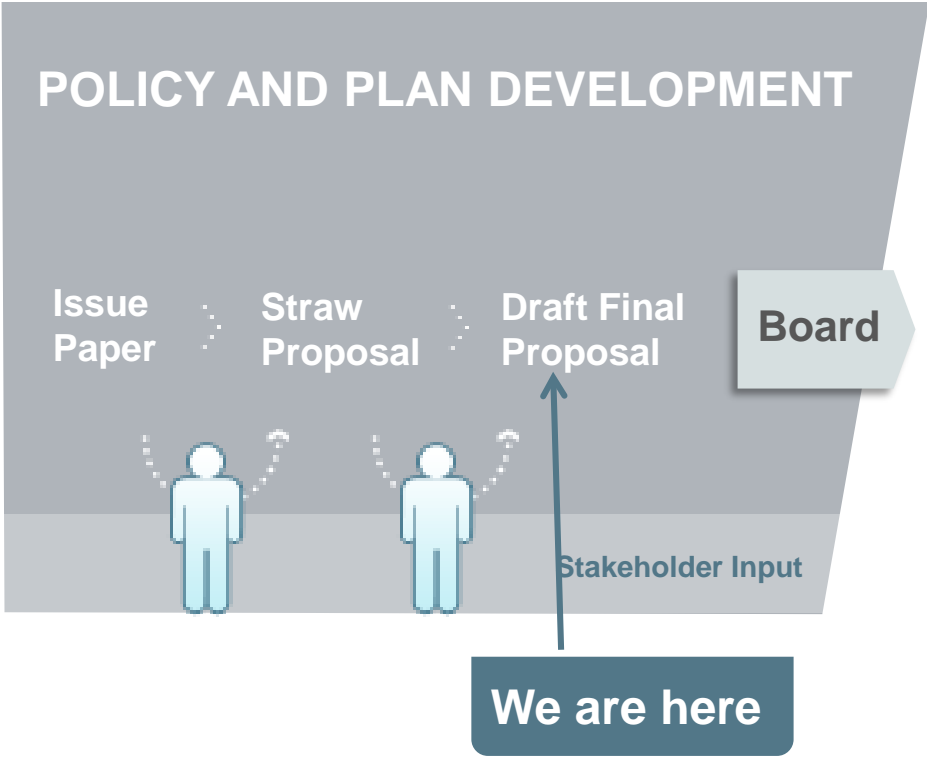 POLICY AND PLAN DEVELOPMENT
Issue
Paper
Straw
Proposal
Draft Final
Proposal
Board
Stakeholder Input
We are here